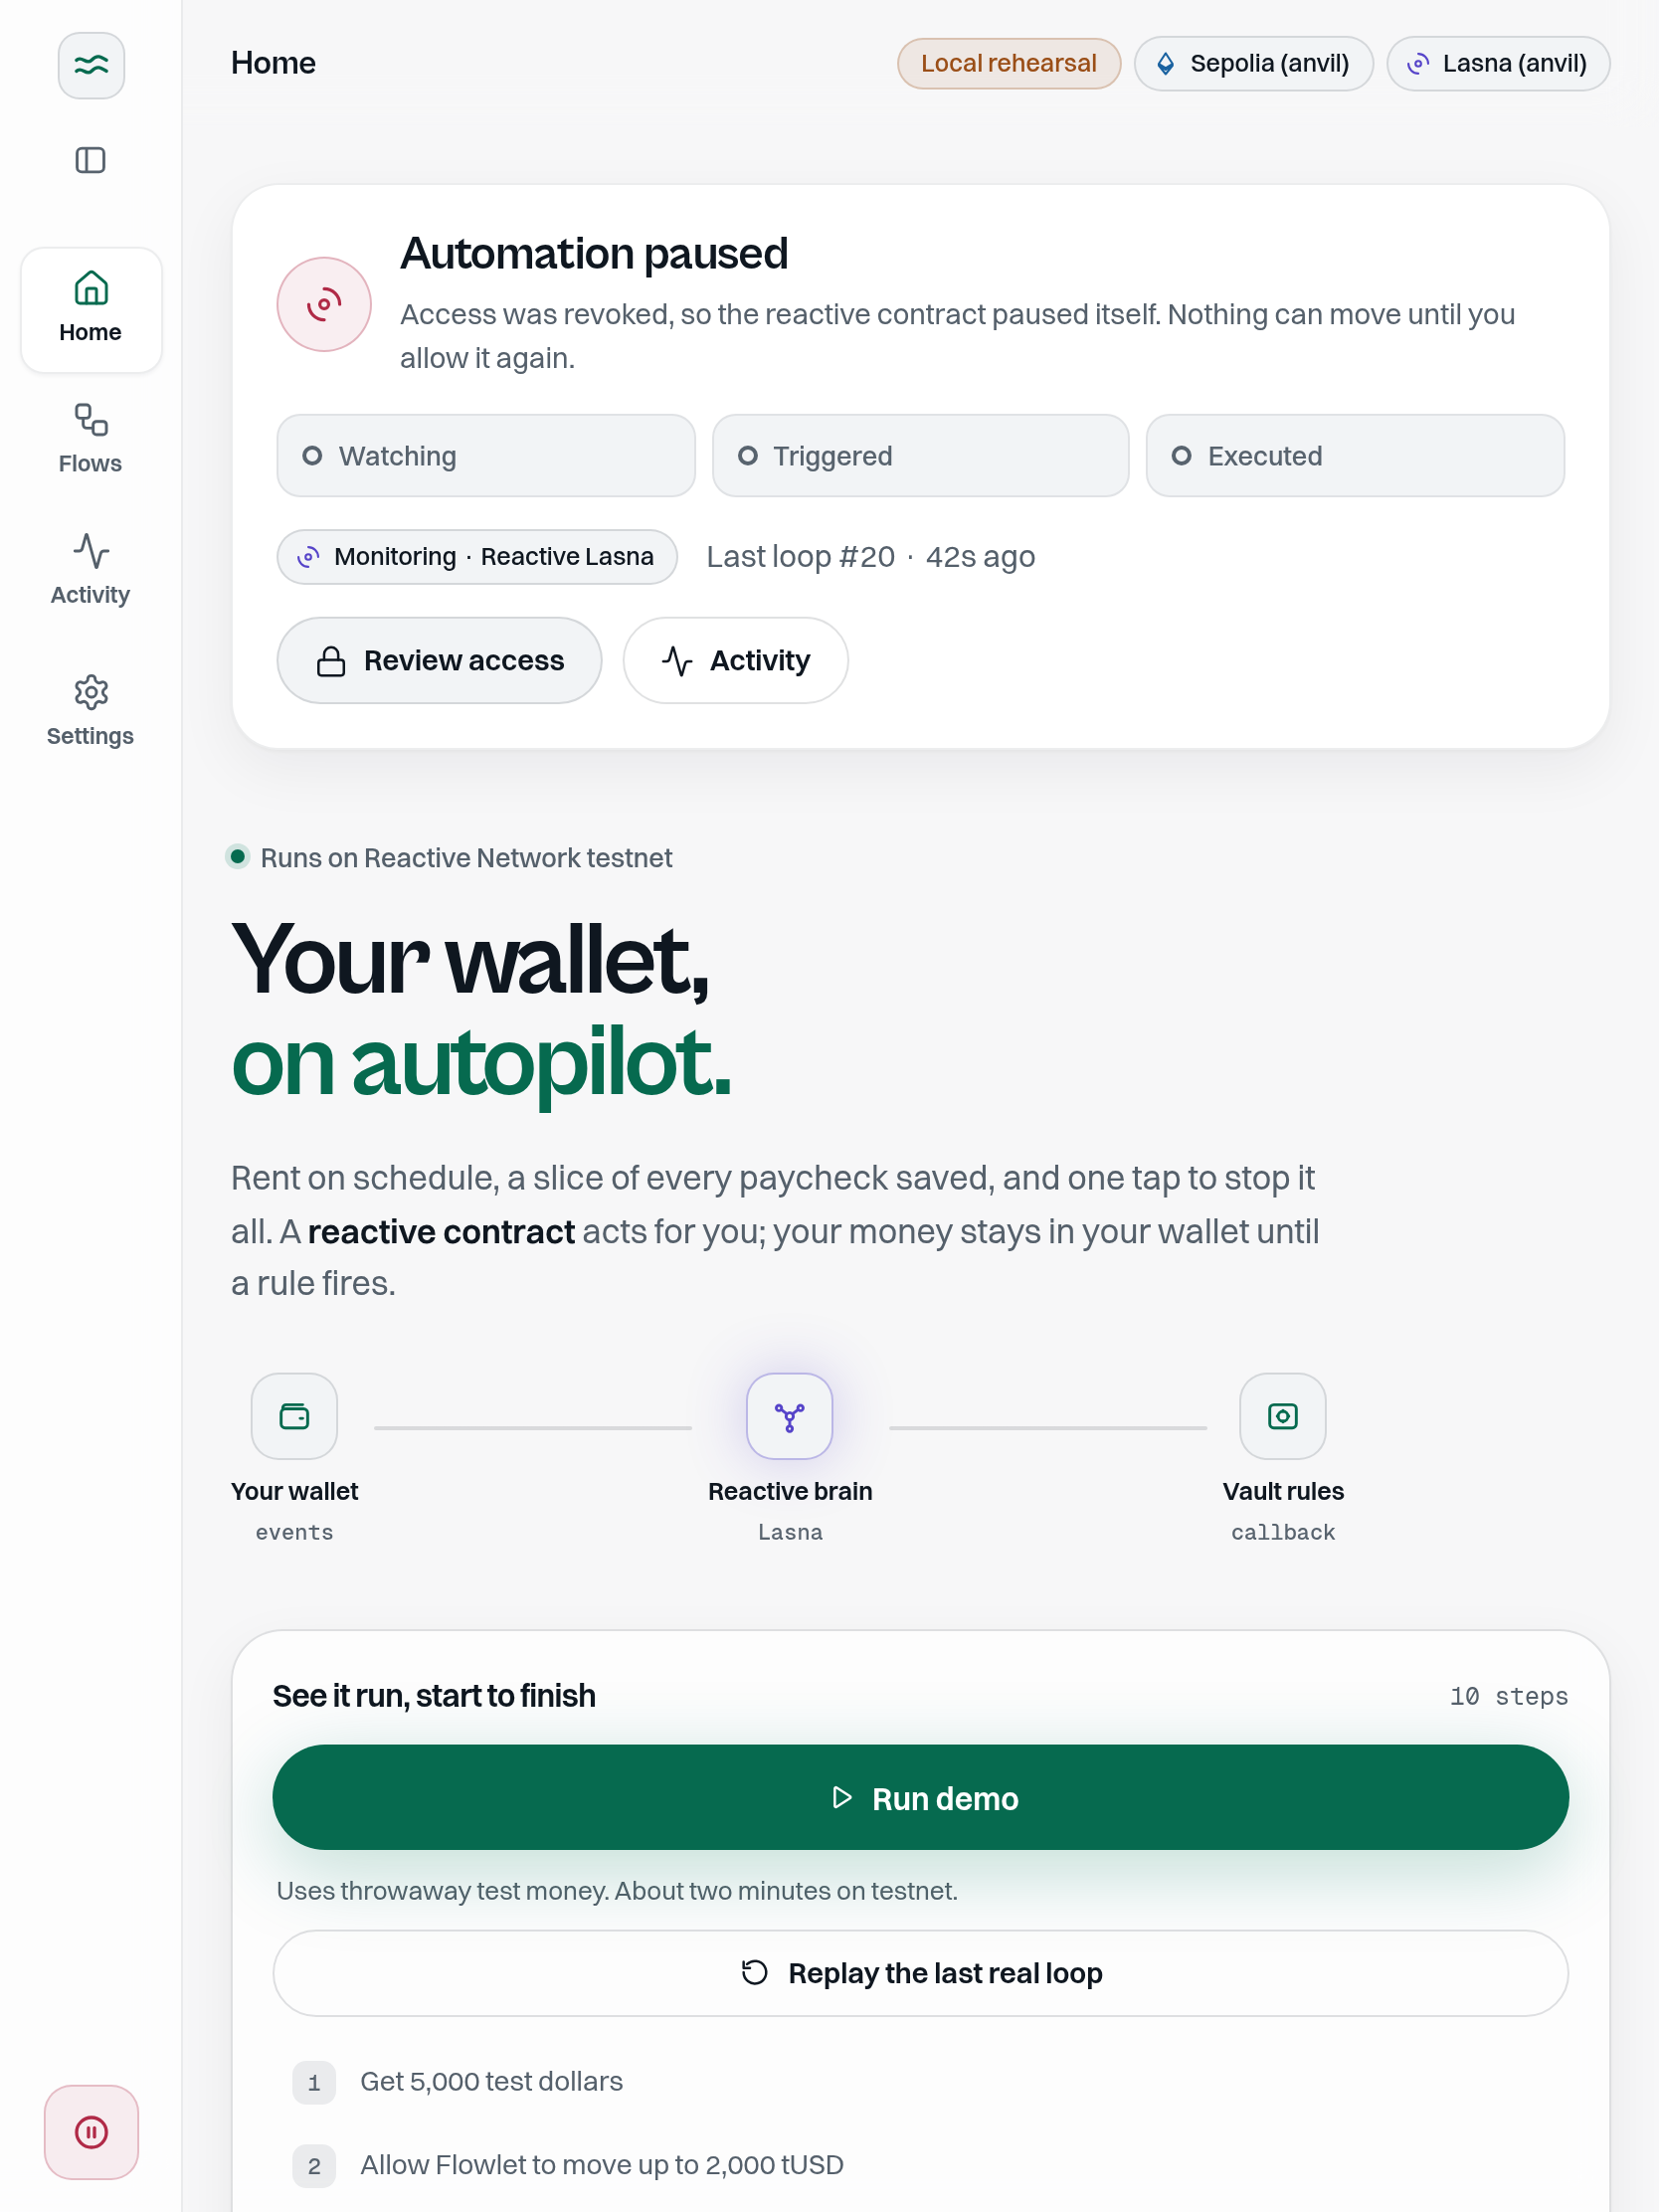 Home
Local rehearsal
Sepolia (anvil)
Lasna (anvil)
Home
Flows
Activity
Settings
Automation paused
Access was revoked, so the reactive contract paused itself. Nothing can move until you
allow it again.
Watching
Triggered
Executed
Monitoring · Reactive Lasna
Last loop #20 · 42s ago
Review access
Activity
Runs on Reactive Network testnet
Your wallet,
on autopilot.
Rent on schedule, a slice of every paycheck saved, and one tap to stop it
all. A reactive contract acts for you; your money stays in your wallet until
a rule fires.
Your wallet
events
Reactive brain
Lasna
Vault rules
callback
See it run, start to finish
10 steps
Run demo
Uses throwaway test money. About two minutes on testnet.
Replay the last real loop
1 Get 5,000 test dollars
2 Allow Flowlet to move up to 2,000 tUSD